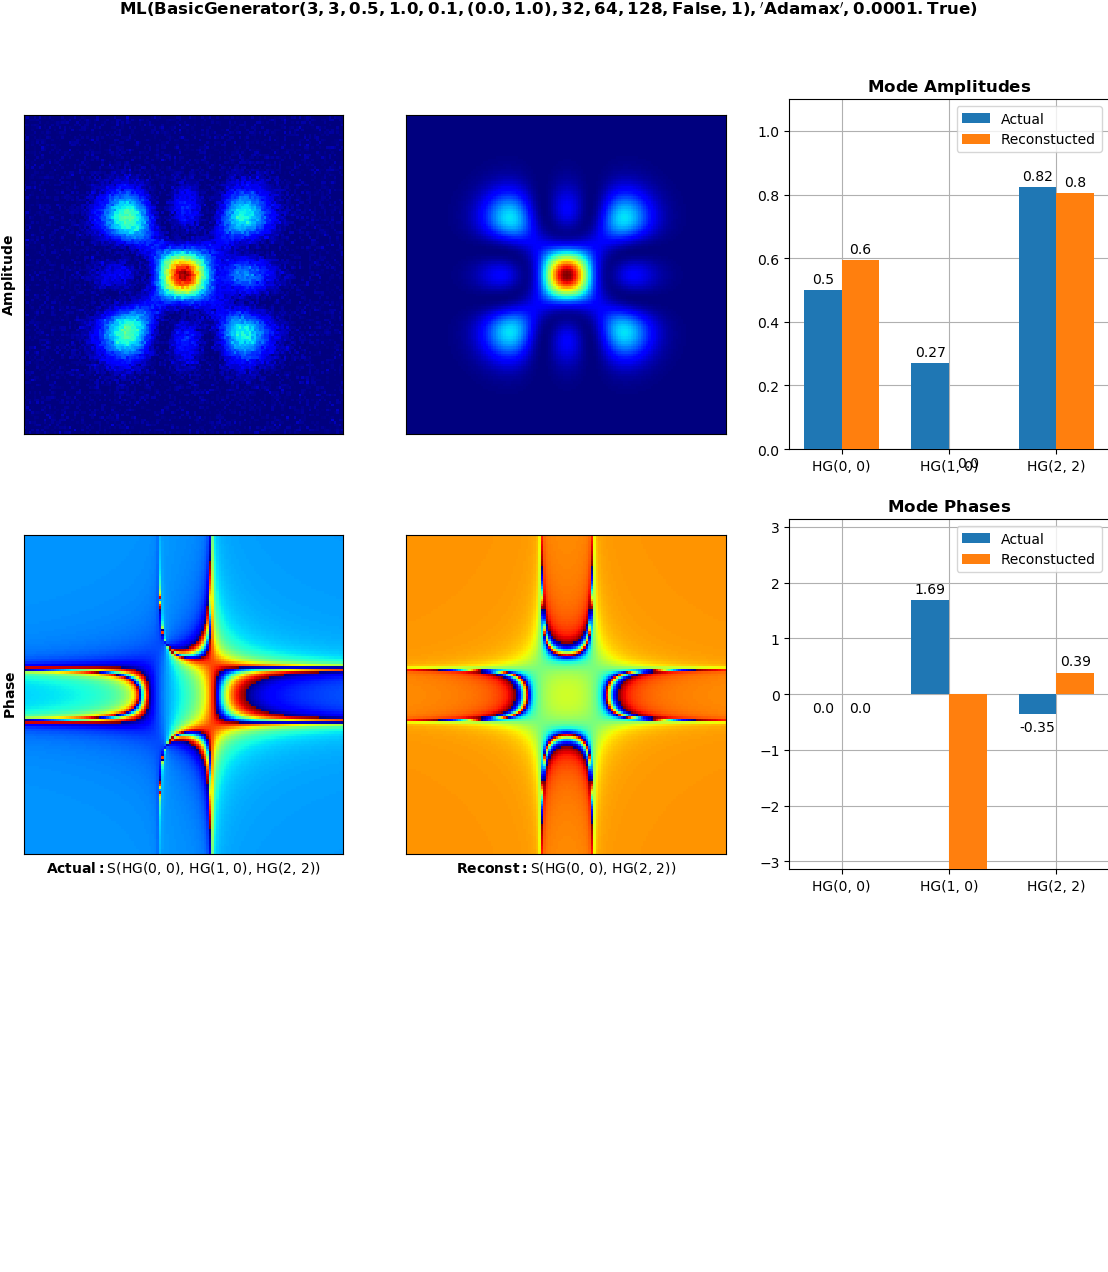 ML(BasicGenerator(3, 3, 0.5, 1.0, 0.1, (0.0, 1.0), 32, 64, 128, False, 1), 'Adamax', 0.0001. True)
Amplitude
Mode Amplitudes
Actual
Reconstucted
1.0
0.8
0.6
0.4
0.2
0.0
0.5
0.6
0.27
0.0
0.82
0.8
HG(0, 0)
HG(1, 0)
HG(2, 2)
Phase
Actual: S(HG(0, 0), HG(1, 0), HG(2, 2))
Reconst: S(HG(0, 0), HG(2, 2))
Mode Phases
Actual
Reconstucted
3
2
1
0
−1
−2
−3
0.0
0.0
1.69
-0.35
0.39
HG(0, 0)
HG(1, 0)
HG(2, 2)